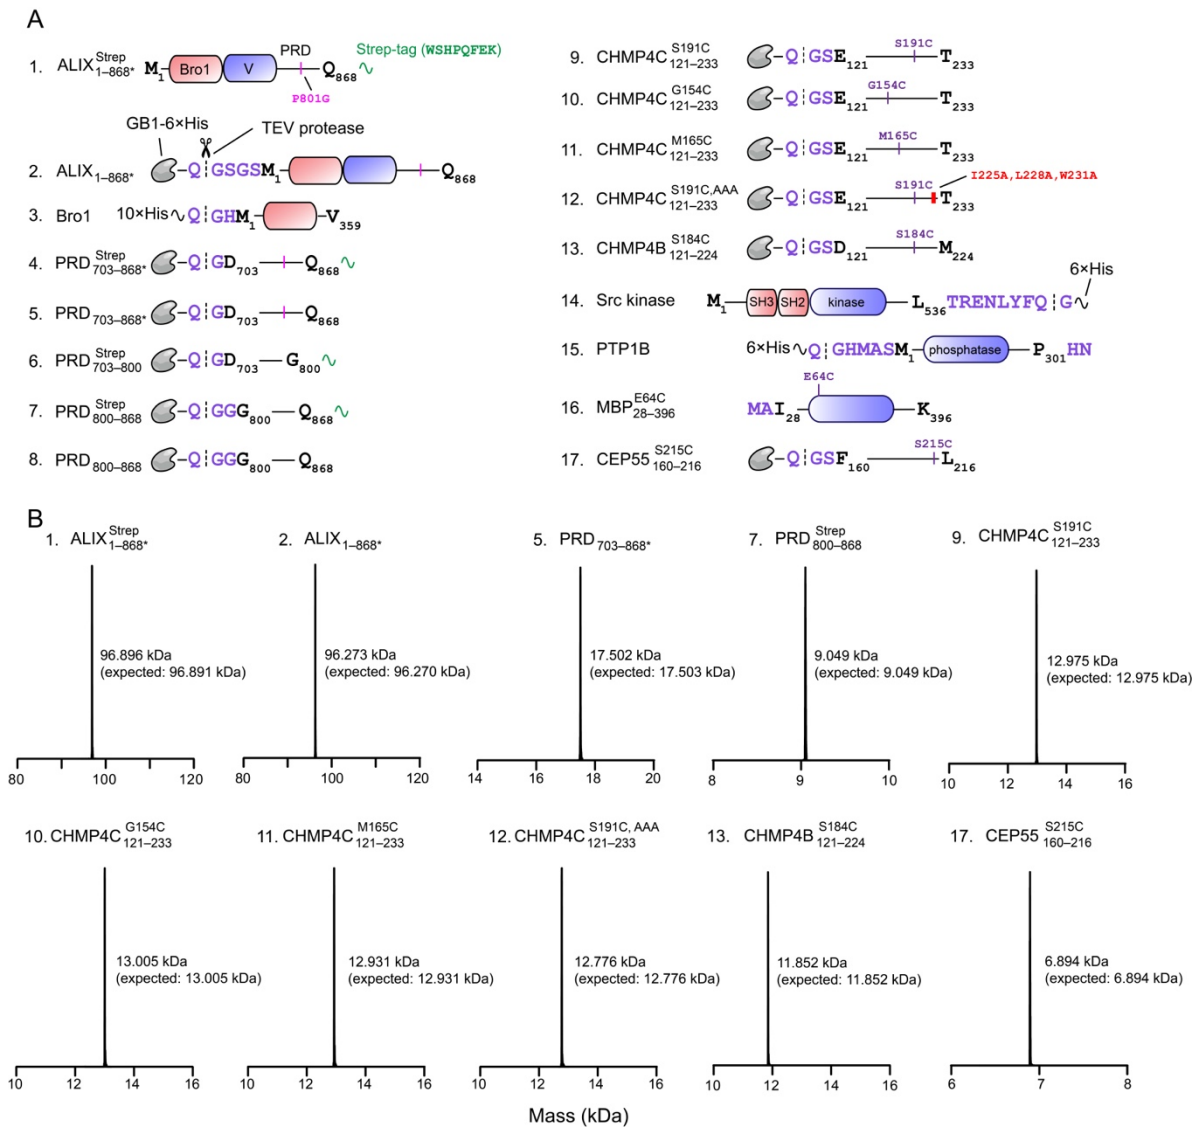 A
1. ALIX Strep 1–868* M1 Bro1 V PRD Q868 Strep-tag (WSHPQFEK)
P801G
GB1-6×His TEV protease
2. ALIX 1–868* Q GSGSM1 Q868
3. Bro1 10×His Q GHM1 V359
4. PRD Strep 703–868* Q GD703 Q868
5. PRD 703–868* Q GD703 Q868
6. PRD Strep 703–800 Q GD703 G800
7. PRD Strep 800–868 Q GGG800 Q868
8. PRD 800–868 Q GGG800 Q868
9. CHMP4C S191C 121–233 Q GSE121 S191C T233
10. CHMP4C G154C 121–233 Q GSE121 G154C T233
11. CHMP4C M165C 121–233 Q GSE121 M165C T233
I225A,L228A,W231A
12. CHMP4C S191C,AAA 121–233 Q GSE121 S191C T233
13. CHMP4B S184C 121–224 Q GSD121 S184C M224
6×His
14. Src kinase M1 SH3 SH2 kinase L536TRENLYFQ G
15. PTP1B 6×His Q GHMASM1 phosphatase P301HN
E64C
16. MBP E64C 28–396 MAI28 K396
17. CEP55 S215C 160–216 Q GSF160 S215C L216
B
1. ALIX Strep 1–868*
96.896 kDa
(expected: 96.891 kDa)
80 100 120
2. ALIX 1–868*
96.273 kDa
(expected: 96.270 kDa)
80 100 120
5. PRD 703–868*
17.502 kDa
(expected: 17.503 kDa)
14 16 18 20
7. PRD Strep 800–868
9.049 kDa
(expected: 9.049 kDa)
8 9 10
9. CHMP4C S191C 121–233
12.975 kDa
(expected: 12.975 kDa)
10 12 14 16
10. CHMP4C G154C 121–233
13.005 kDa
(expected: 13.005 kDa)
10 12 14 16
11. CHMP4C M165C 121–233
12.931 kDa
(expected: 12.931 kDa)
10 12 14 16
12. CHMP4C S191C, AAA 121–233
12.776 kDa
(expected: 12.776 kDa)
10 12 14 16
13. CHMP4B S184C 121–224
11.852 kDa
(expected: 11.852 kDa)
10 12 14 16
17. CEP55 S215C 160–216
6.894 kDa
(expected: 6.894 kDa)
6 7 8
Mass (kDa)